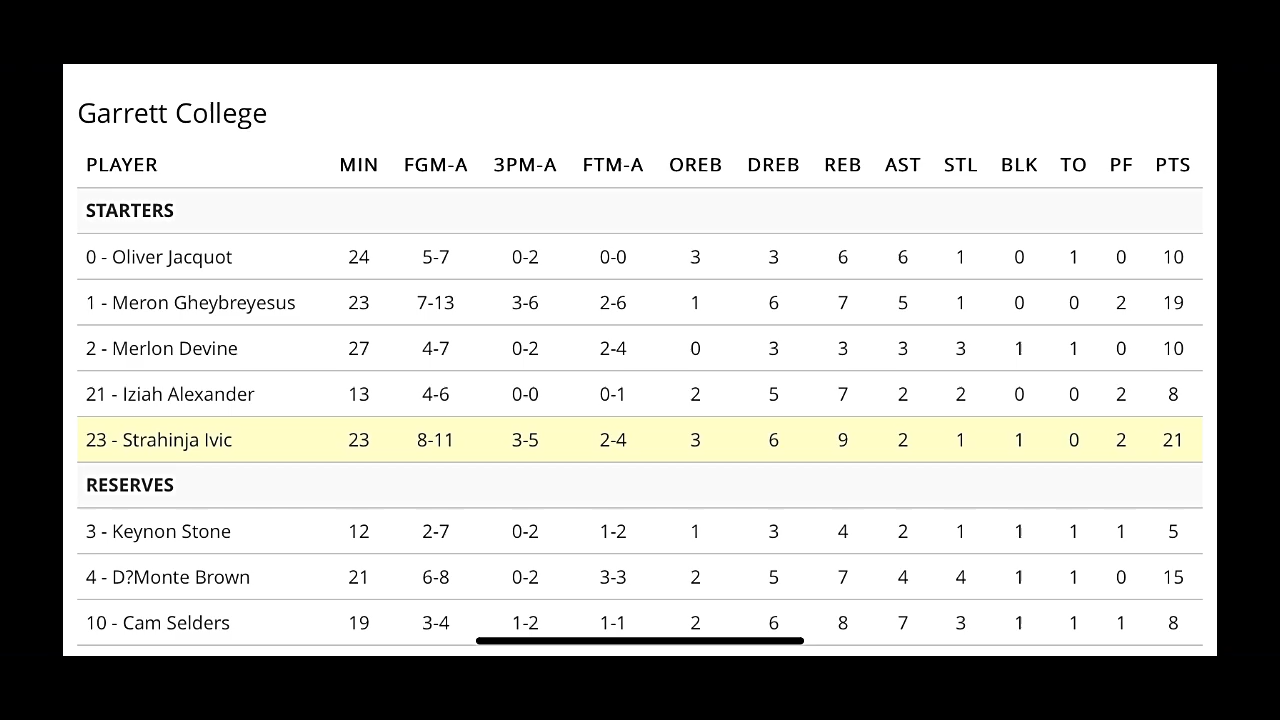 Garrett College
PLAYER MIN FGM-A 3PM-A FTM-A OREB DREB REB AST STL BLK TO PF PTS
STARTERS
0 - Oliver Jacquot 24 5-7 0-2 0-0 3 3 6 6 1 0 1 0 10
1 - Meron Gheybreyesus 23 7-13 3-6 2-6 1 6 7 5 1 0 0 2 19
2 - Merlon Devine 27 4-7 0-2 2-4 0 3 3 3 3 1 1 0 10
21 - Iziah Alexander 13 4-6 0-0 0-1 2 5 7 2 2 0 0 2 8
23 - Strahinja Ivic 23 8-11 3-5 2-4 3 6 9 2 1 1 0 2 21
RESERVES
3 - Keynon Stone 12 2-7 0-2 1-2 1 3 4 2 1 1 1 1 5
4 - D?Monte Brown 21 6-8 0-2 3-3 2 5 7 4 4 1 1 0 15
10 - Cam Selders 19 3-4 1-2 1-1 2 6 8 7 3 1 1 1 8